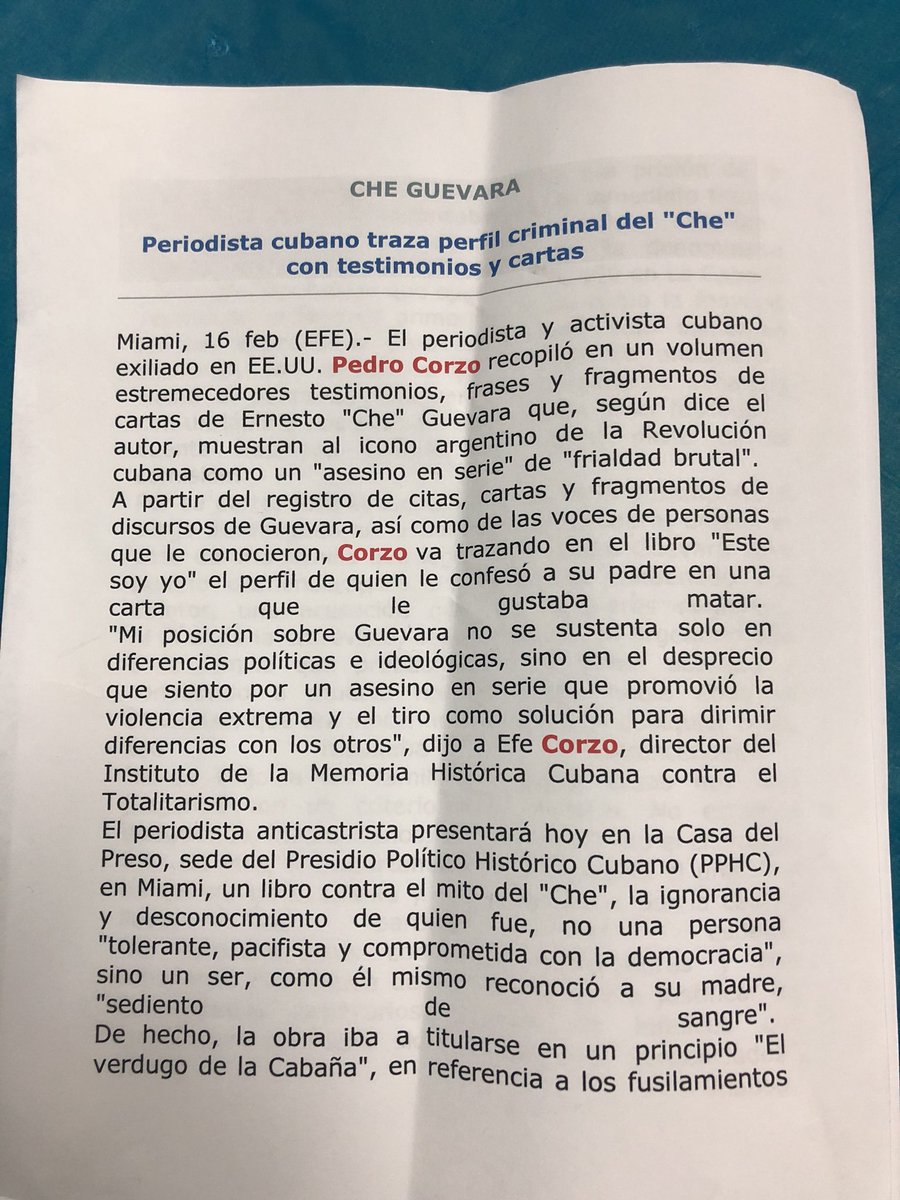 CHE GUEVARA
Periodista cubano traza perfil criminal del "Che"
con testimonios y cartas
Miami, 16 feb (EFE).- El periodista y activista cubano
exiliado en EE.UU. Pedro Corzo recopiló en un volumen
estremecedores testimonios, frases y fragmentos de
cartas de Ernesto "Che" Guevara que, según dice el
autor, muestran al icono argentino de la Revolución
cubana como un "asesino en serie" de "frialdad brutal".
A partir del registro de citas, cartas y fragmentos de
discursos de Guevara, así como de las voces de personas
que le conocieron, Corzo va trazando en el libro "Este
soy yo" el perfil de quien le confesó a su padre en una
carta que le gustaba matar.
"Mi posición sobre Guevara no se sustenta solo en
diferencias políticas e ideológicas, sino en el desprecio
que siento por un asesino en serie que promovió la
violencia extrema y el tiro como solución para dirimir
diferencias con los otros", dijo a Efe Corzo, director del
Instituto de la Memoria Histórica Cubana contra el
Totalitarismo.
El periodista anticastrista presentará hoy en la Casa del
Preso, sede del Presidio Político Histórico Cubano (PPHC),
en Miami, un libro contra el mito del "Che", la ignorancia
y desconocimiento de quien fue, no una persona
"tolerante, pacifista y comprometida con la democracia",
sino un ser, como él mismo reconoció a su madre,
"sediento de sangre".
De hecho, la obra iba a titularse en un principio "El
verdugo de la Cabaña", en referencia a los fusilamientos